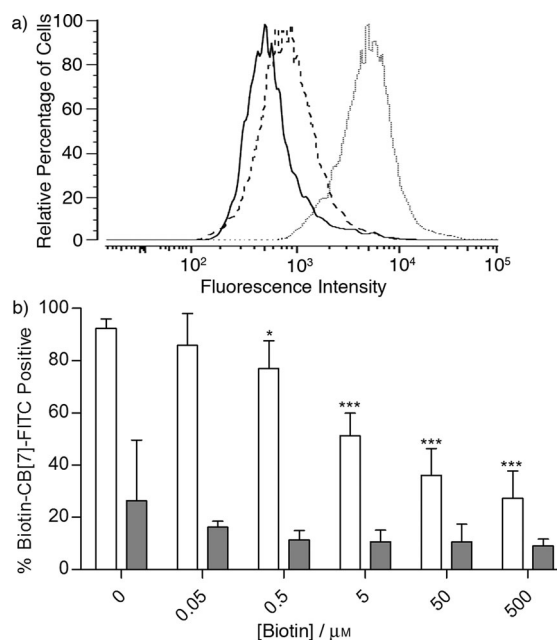 a)
Relative Percentage of Cells
100
80
60
40
20
0
10² 10³ 10⁴ 10⁵
Fluorescence Intensity
b)
% Biotin-CB[7]-FITC Positive
100
80
60
40
20
0
* *** *** ***
0 0.05 0.5 5 50 500
[Biotin] / μM